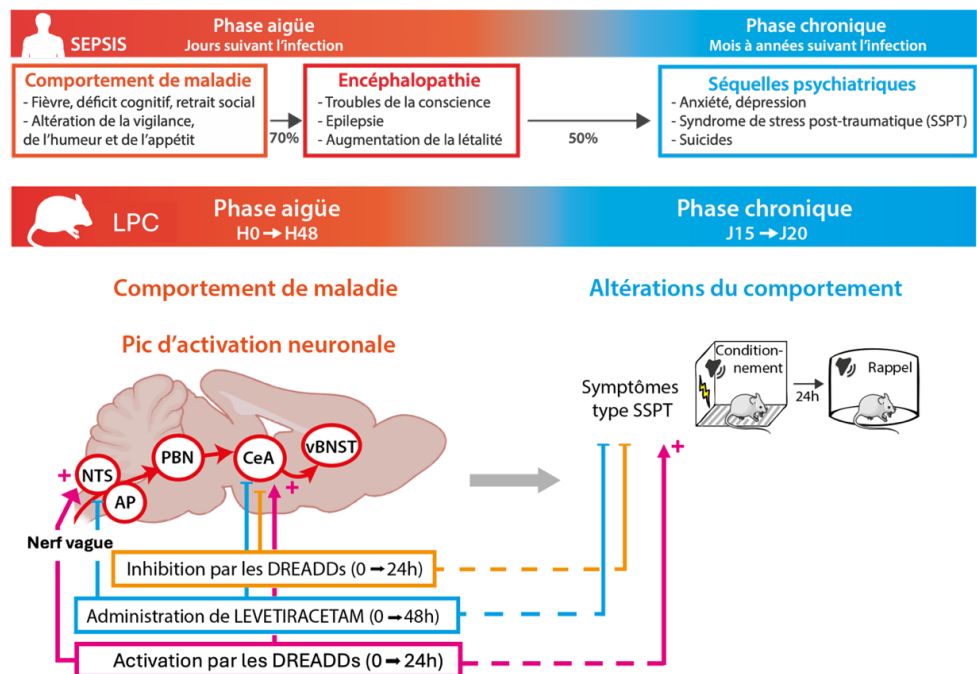 SEPSIS
Phase aigüe
Jours suivant l'infection
Phase chronique
Mois à années suivant l'infection
Comportement de maladie
- Fièvre, déficit cognitif, retrait social
- Altération de la vigilance,
de l'humeur et de l'appétit
70%
Encéphalopathie
- Troubles de la conscience
- Epilepsie
- Augmentation de la létalité
50%
Séquelles psychiatriques
- Anxiété, dépression
- Syndrome de stress post-traumatique (SSPT)
- Suicides
LPC
Phase aigüe
H0 → H48
Phase chronique
J15 → J20
Comportement de maladie
Altérations du comportement
Pic d'activation neuronale
Condition-
nement
24h
Rappel
Symptômes
type SSPT
+
vBNST
PBN
CeA
+
+
NTS
AP
Nerf vague
Inhibition par les DREADDs (0 → 24h)
Administration de LEVETIRACETAM (0 → 48h)
Activation par les DREADDs (0 → 24h)